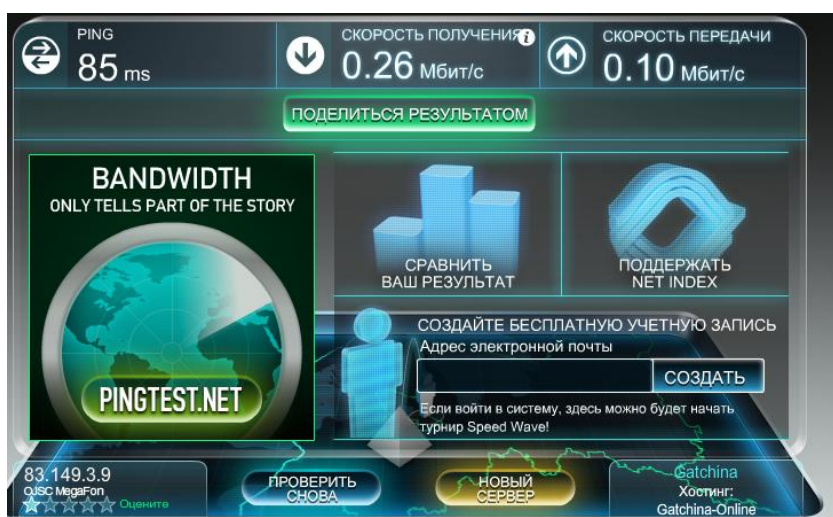 PING
85 ms
СКОРОСТЬ ПОЛУЧЕНИЯ
0.26 Мбит/с
СКОРОСТЬ ПЕРЕДАЧИ
0.10 Мбит/с
ПОДЕЛИТЬСЯ РЕЗУЛЬТАТОМ
BANDWIDTH
ONLY TELLS PART OF THE STORY
PINGTEST.NET
СРАВНИТЬ
ВАШ РЕЗУЛЬТАТ
ПОДДЕРЖАТЬ
NET INDEX
СОЗДАЙТЕ БЕСПЛАТНУЮ УЧЕТНУЮ ЗАПИСЬ
Адрес электронной почты
СОЗДАТЬ
Если войти в систему, здесь можно будет начать
турнир Speed Wave!
83.149.3.9
OJSC MegaFon
Оцените
ПРОВЕРИТЬ
СНОВА
НОВЫЙ
СЕРВЕР
Gatchina
Хостинг:
Gatchina-Online